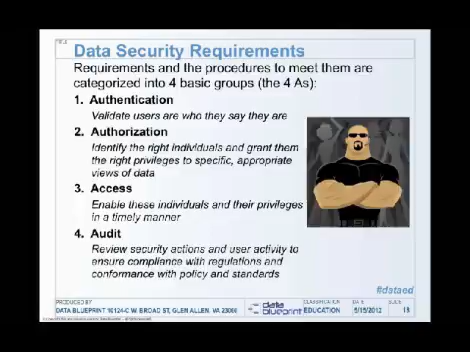 TITLE
Data Security Requirements
Requirements and the procedures to meet them are
categorized into 4 basic groups (the 4 As):
1. Authentication
Validate users are who they say they are
2. Authorization
Identify the right individuals and grant them
the right privileges to specific, appropriate
views of data
3. Access
Enable these individuals and their privileges
in a timely manner
4. Audit
Review security actions and user activity to
ensure compliance with regulations and
conformance with policy and standards
#dataed
PRODUCED BY
CLASSIFICATION
DATE
SLIDE
DATA BLUEPRINT 10124-C W. BROAD ST, GLEN ALLEN, VA 23060
data
blueprint
EDUCATION
5/15/2012